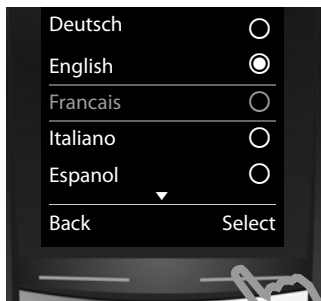 Deutsch
English
Francais
Italiano
Espanol
Back Select